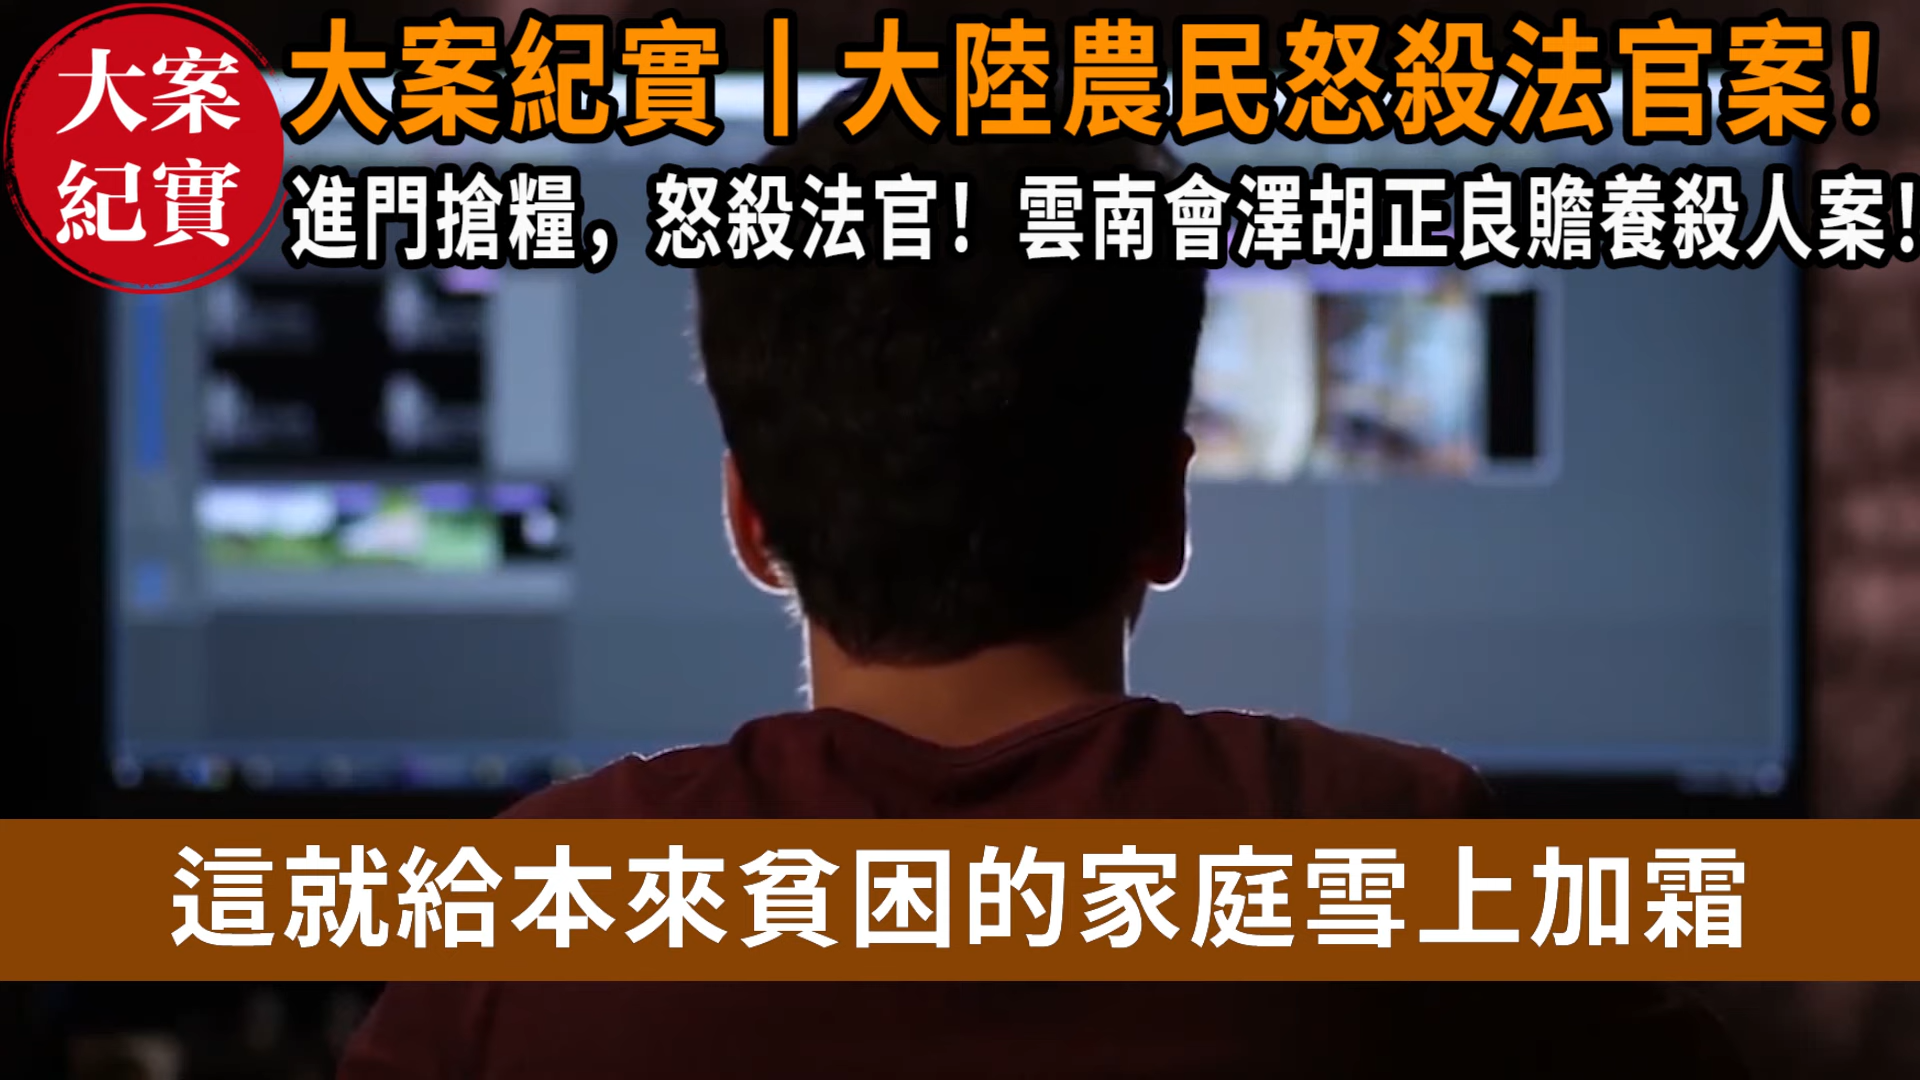 大案
紀實
大案紀實｜大陸農民怒殺法官案！
進門搶糧，怒殺法官！雲南會澤胡正良贍養殺人案！
這就給本來貧困的家庭雪上加霜